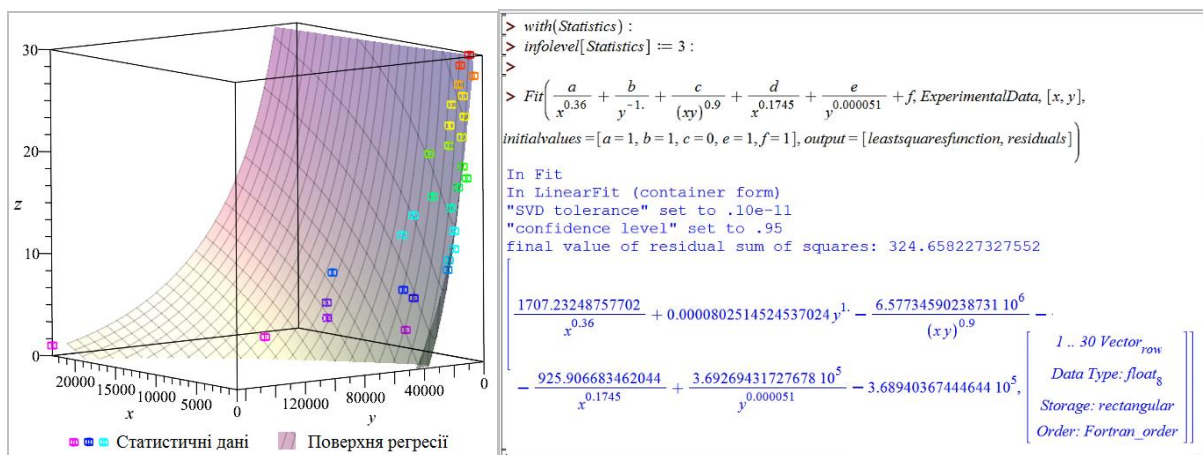 30
20
z
10
0
20000 15000 10000 5000 0
x
120000 80000 40000 0
y
Статистичні дані Поверхня регресії
> with(Statistics) :
> infolevel[Statistics] := 3 :
>
> Fit( a/x^0.36 + b/y^-1. + c/(xy)^0.9 + d/x^0.1745 + e/y^0.000051 + f, ExperimentalData, [x, y],
initialvalues = [a = 1, b = 1, c = 0, e = 1, f = 1], output = [leastsquaresfunction, residuals] )
In Fit
In LinearFit (container form)
"SVD tolerance" set to .10e-11
"confidence level" set to .95
final value of residual sum of squares: 324.658227327552
[ 1707.23248757702/x^0.36 + 0.0000802514524537024 y^1. − 6.57734590238731 10^6/(x y)^0.9 −
− 925.906683462044/x^0.1745 + 3.69269431727678 10^5/y^0.000051 − 3.68940367444644 10^5,
[ 1 .. 30 Vector_row
Data Type: float_8
Storage: rectangular
Order: Fortran_order ] ]